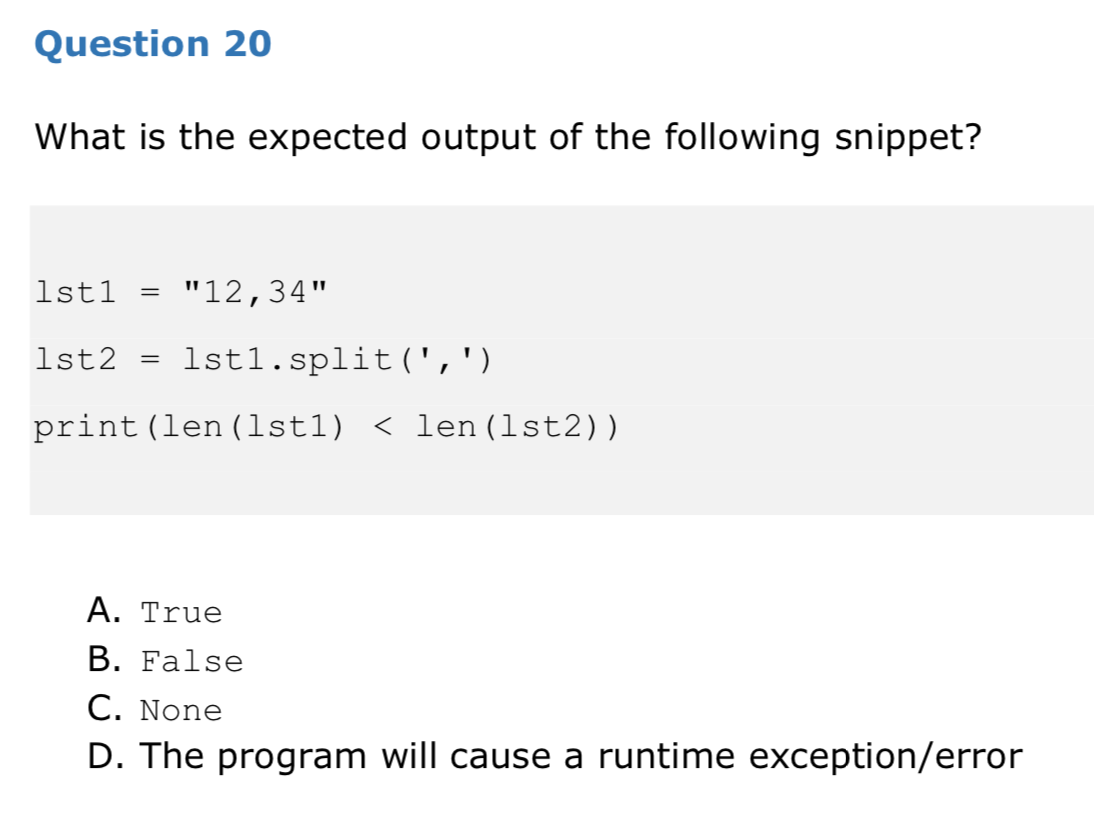 Question 20
What is the expected output of the following snippet?
lst1 = "12,34"
lst2 = lst1.split(',')
print(len(lst1) < len(lst2))
A. True
B. False
C. None
D. The program will cause a runtime exception/error